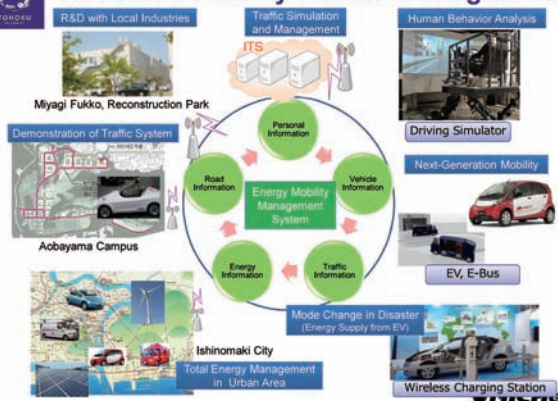 TOHOKU
R&D with Local Industries
Miyagi Fukko, Reconstruction Park
Traffic Simulation
and Management
ITS
Human Behavior Analysis
Driving Simulator
Demonstration of Traffic System
Aobayama Campus
Personal
Information
Road
Information
Vehicle
Information
Energy Mobility
Management
System
Energy
Information
Traffic
Information
Next-Generation Mobility
EV, E-Bus
Mode Change in Disaster
(Energy Supply from EV)
Ishinomaki City
Total Energy Management
in Urban Area
Wireless Charging Station